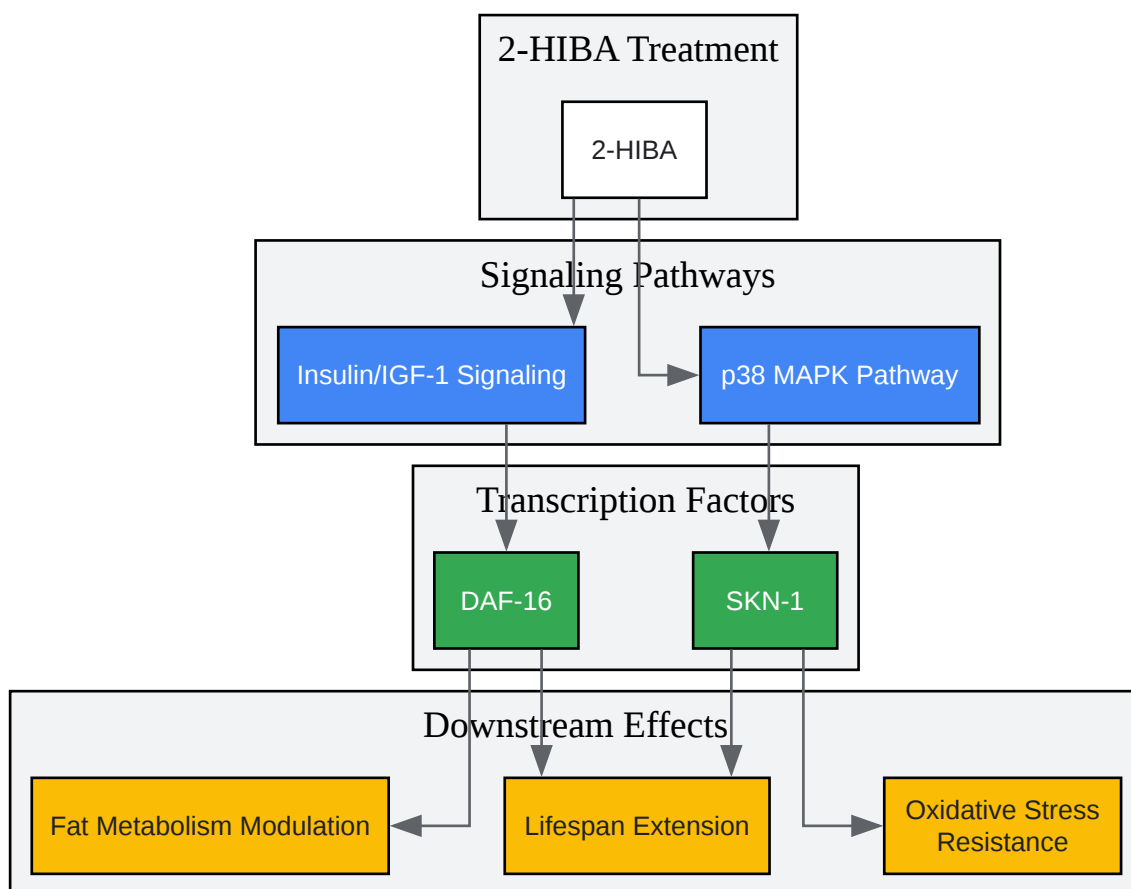 2-HIBA Treatment
2-HIBA
Signaling Pathways
Insulin/IGF-1 Signaling
p38 MAPK Pathway
Transcription Factors
DAF-16
SKN-1
Downstream Effects
Fat Metabolism Modulation
Lifespan Extension
Oxidative Stress
Resistance